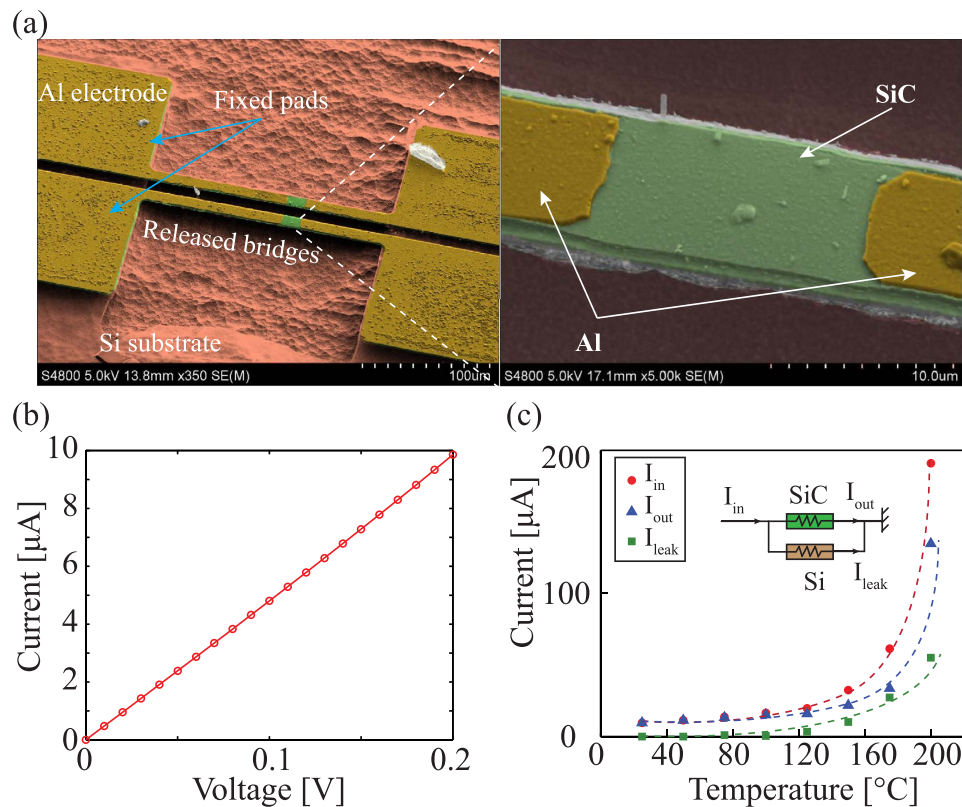 (a)
Al electrode
Fixed pads
Released bridges
Si substrate
S4800 5.0kV 13.8mm x350 SE(M)
100um
SiC
Al
S4800 5.0kV 17.1mm x5.00k SE(M)
10.0um
(b)
Current [µA]
10
8
6
4
2
0
0
0.1
0.2
Voltage [V]
(c)
Current [µA]
200
100
0
I_in
I_out
I_leak
I_in
SiC
I_out
Si
I_leak
0
40
75
125
160
200
Temperature [°C]